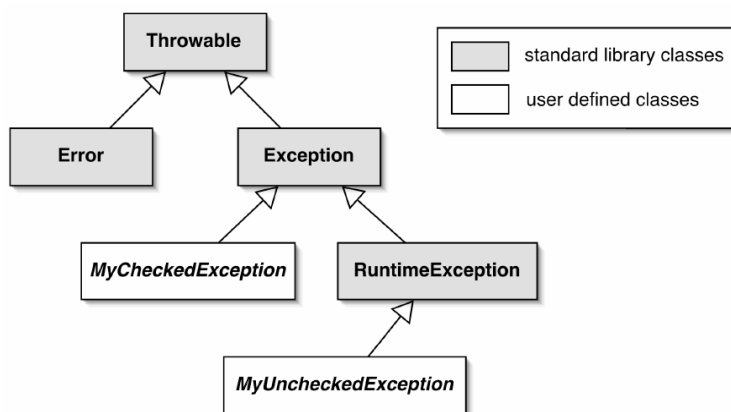 Throwable
standard library classes
user defined classes
Error
Exception
MyCheckedException
RuntimeException
MyUncheckedException